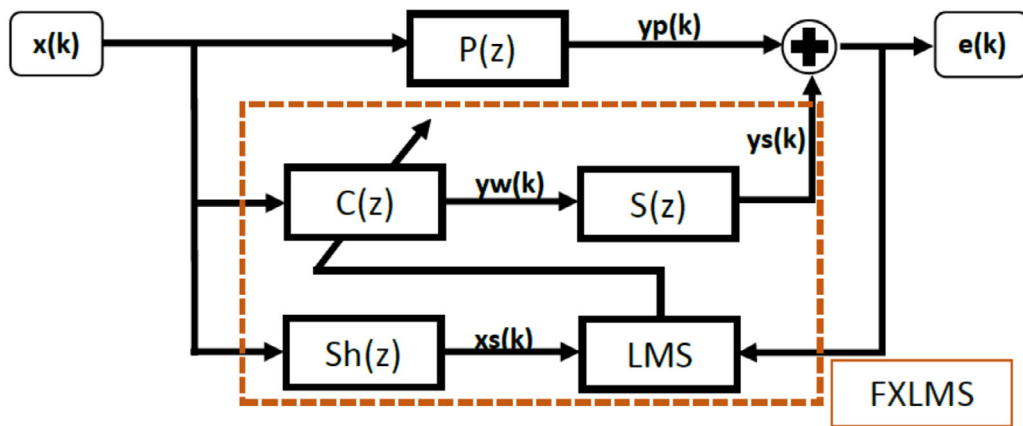 x(k)
P(z)
yp(k)
e(k)
ys(k)
C(z)
yw(k)
S(z)
Sh(z)
xs(k)
LMS
FXLMS